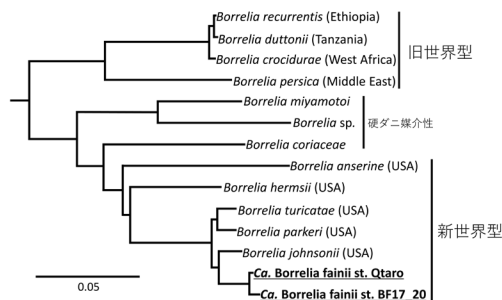 Borrelia recurrentis (Ethiopia)
Borrelia duttonii (Tanzania)
Borrelia crocidurae (West Africa)
Borrelia persica (Middle East)
旧世界型
Borrelia miyamotoi
Borrelia sp.
硬ダニ媒介性
Borrelia coriaceae
Borrelia anserine (USA)
Borrelia hermsii (USA)
Borrelia turicatae (USA)
Borrelia parkeri (USA)
Borrelia johnsonii (USA)
Ca. Borrelia fainii st. Qtaro
Ca. Borrelia fainii st. BF17_20
新世界型
0.05